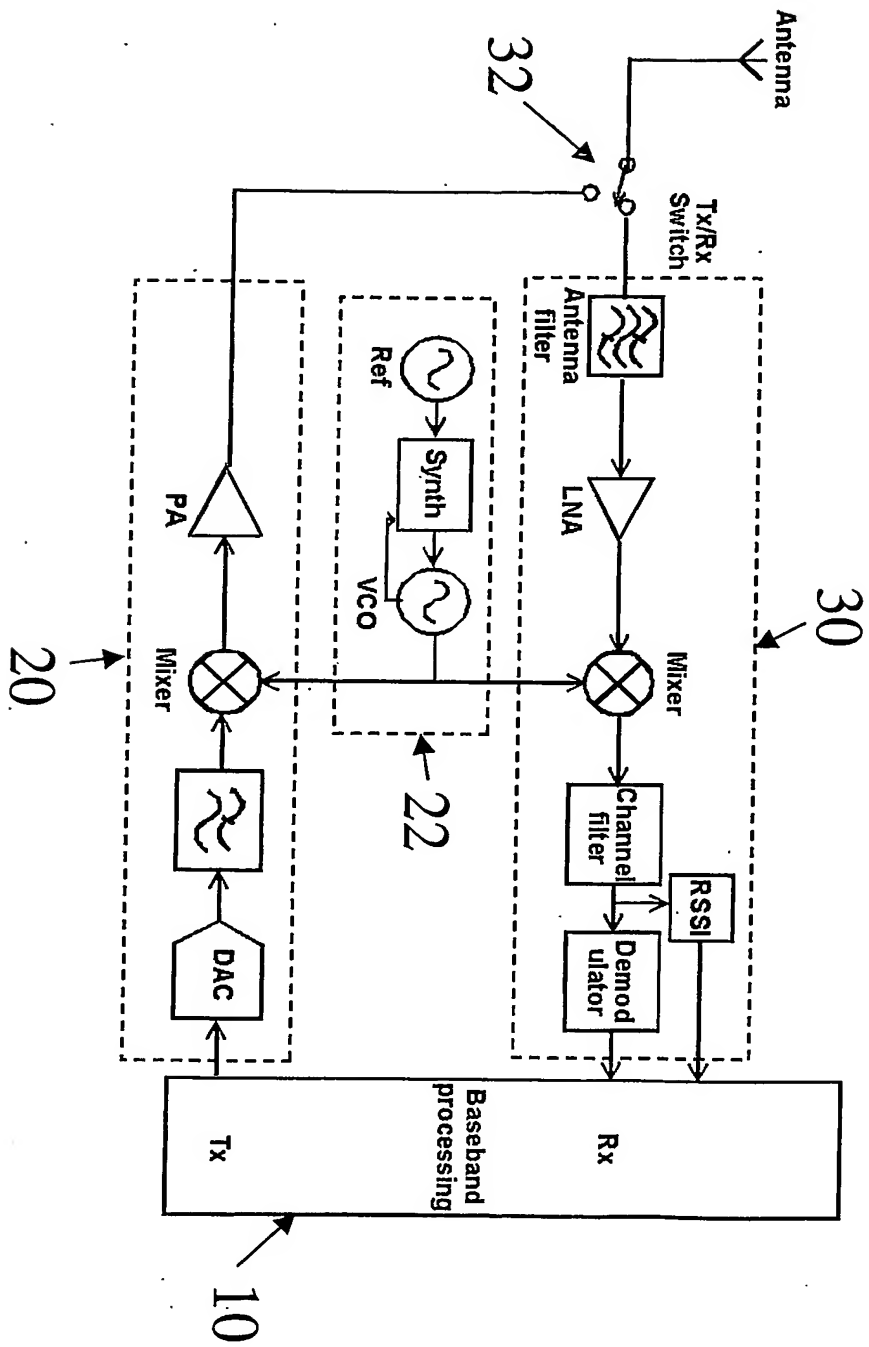 Antenna
32
Tx/Rx
Switch
30
Antenna
filter
LNA
Mixer
Channel
filter
RSSI
Demod
ulator
Ref
Synth
VCO
22
PA
Mixer
DAC
20
Rx
Baseband
processing
Tx
10